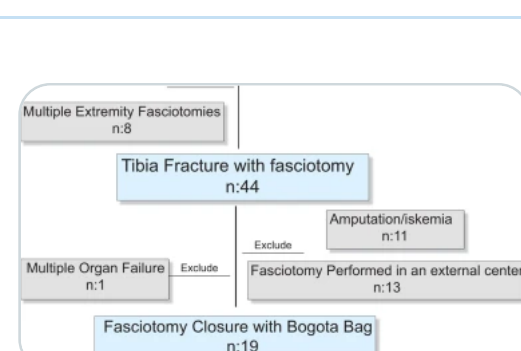 Multiple Extremity Fasciotomies
n:8
Tibia Fracture with fasciotomy
n:44
Amputation/iskemia
n:11
Exclude
Multiple Organ Failure
n:1
Exclude
Fasciotomy Performed in an external center
n:13
Fasciotomy Closure with Bogota Bag
n:19